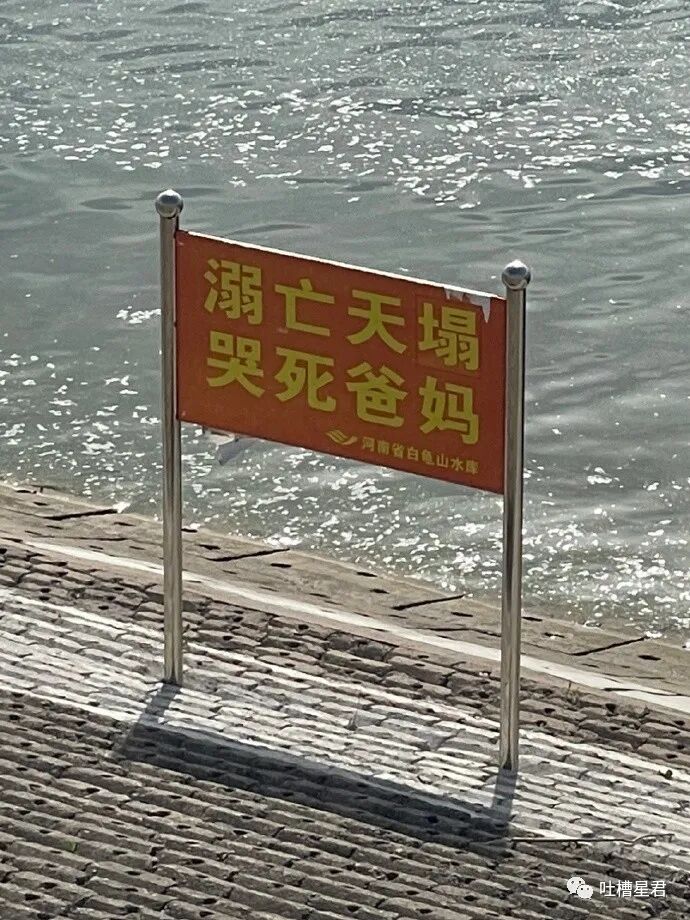 溺亡天塌
哭死爸妈
河南省白龟山水库
吐槽星君